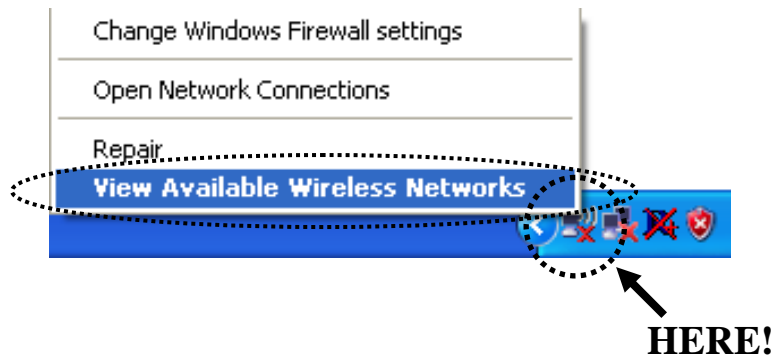 Change Windows Firewall settings
Open Network Connections
Repair
View Available Wireless Networks
HERE!